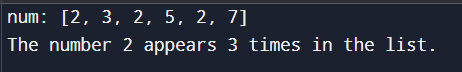 num: [2, 3, 2, 5, 2, 7]
The number 2 appears 3 times in the list.